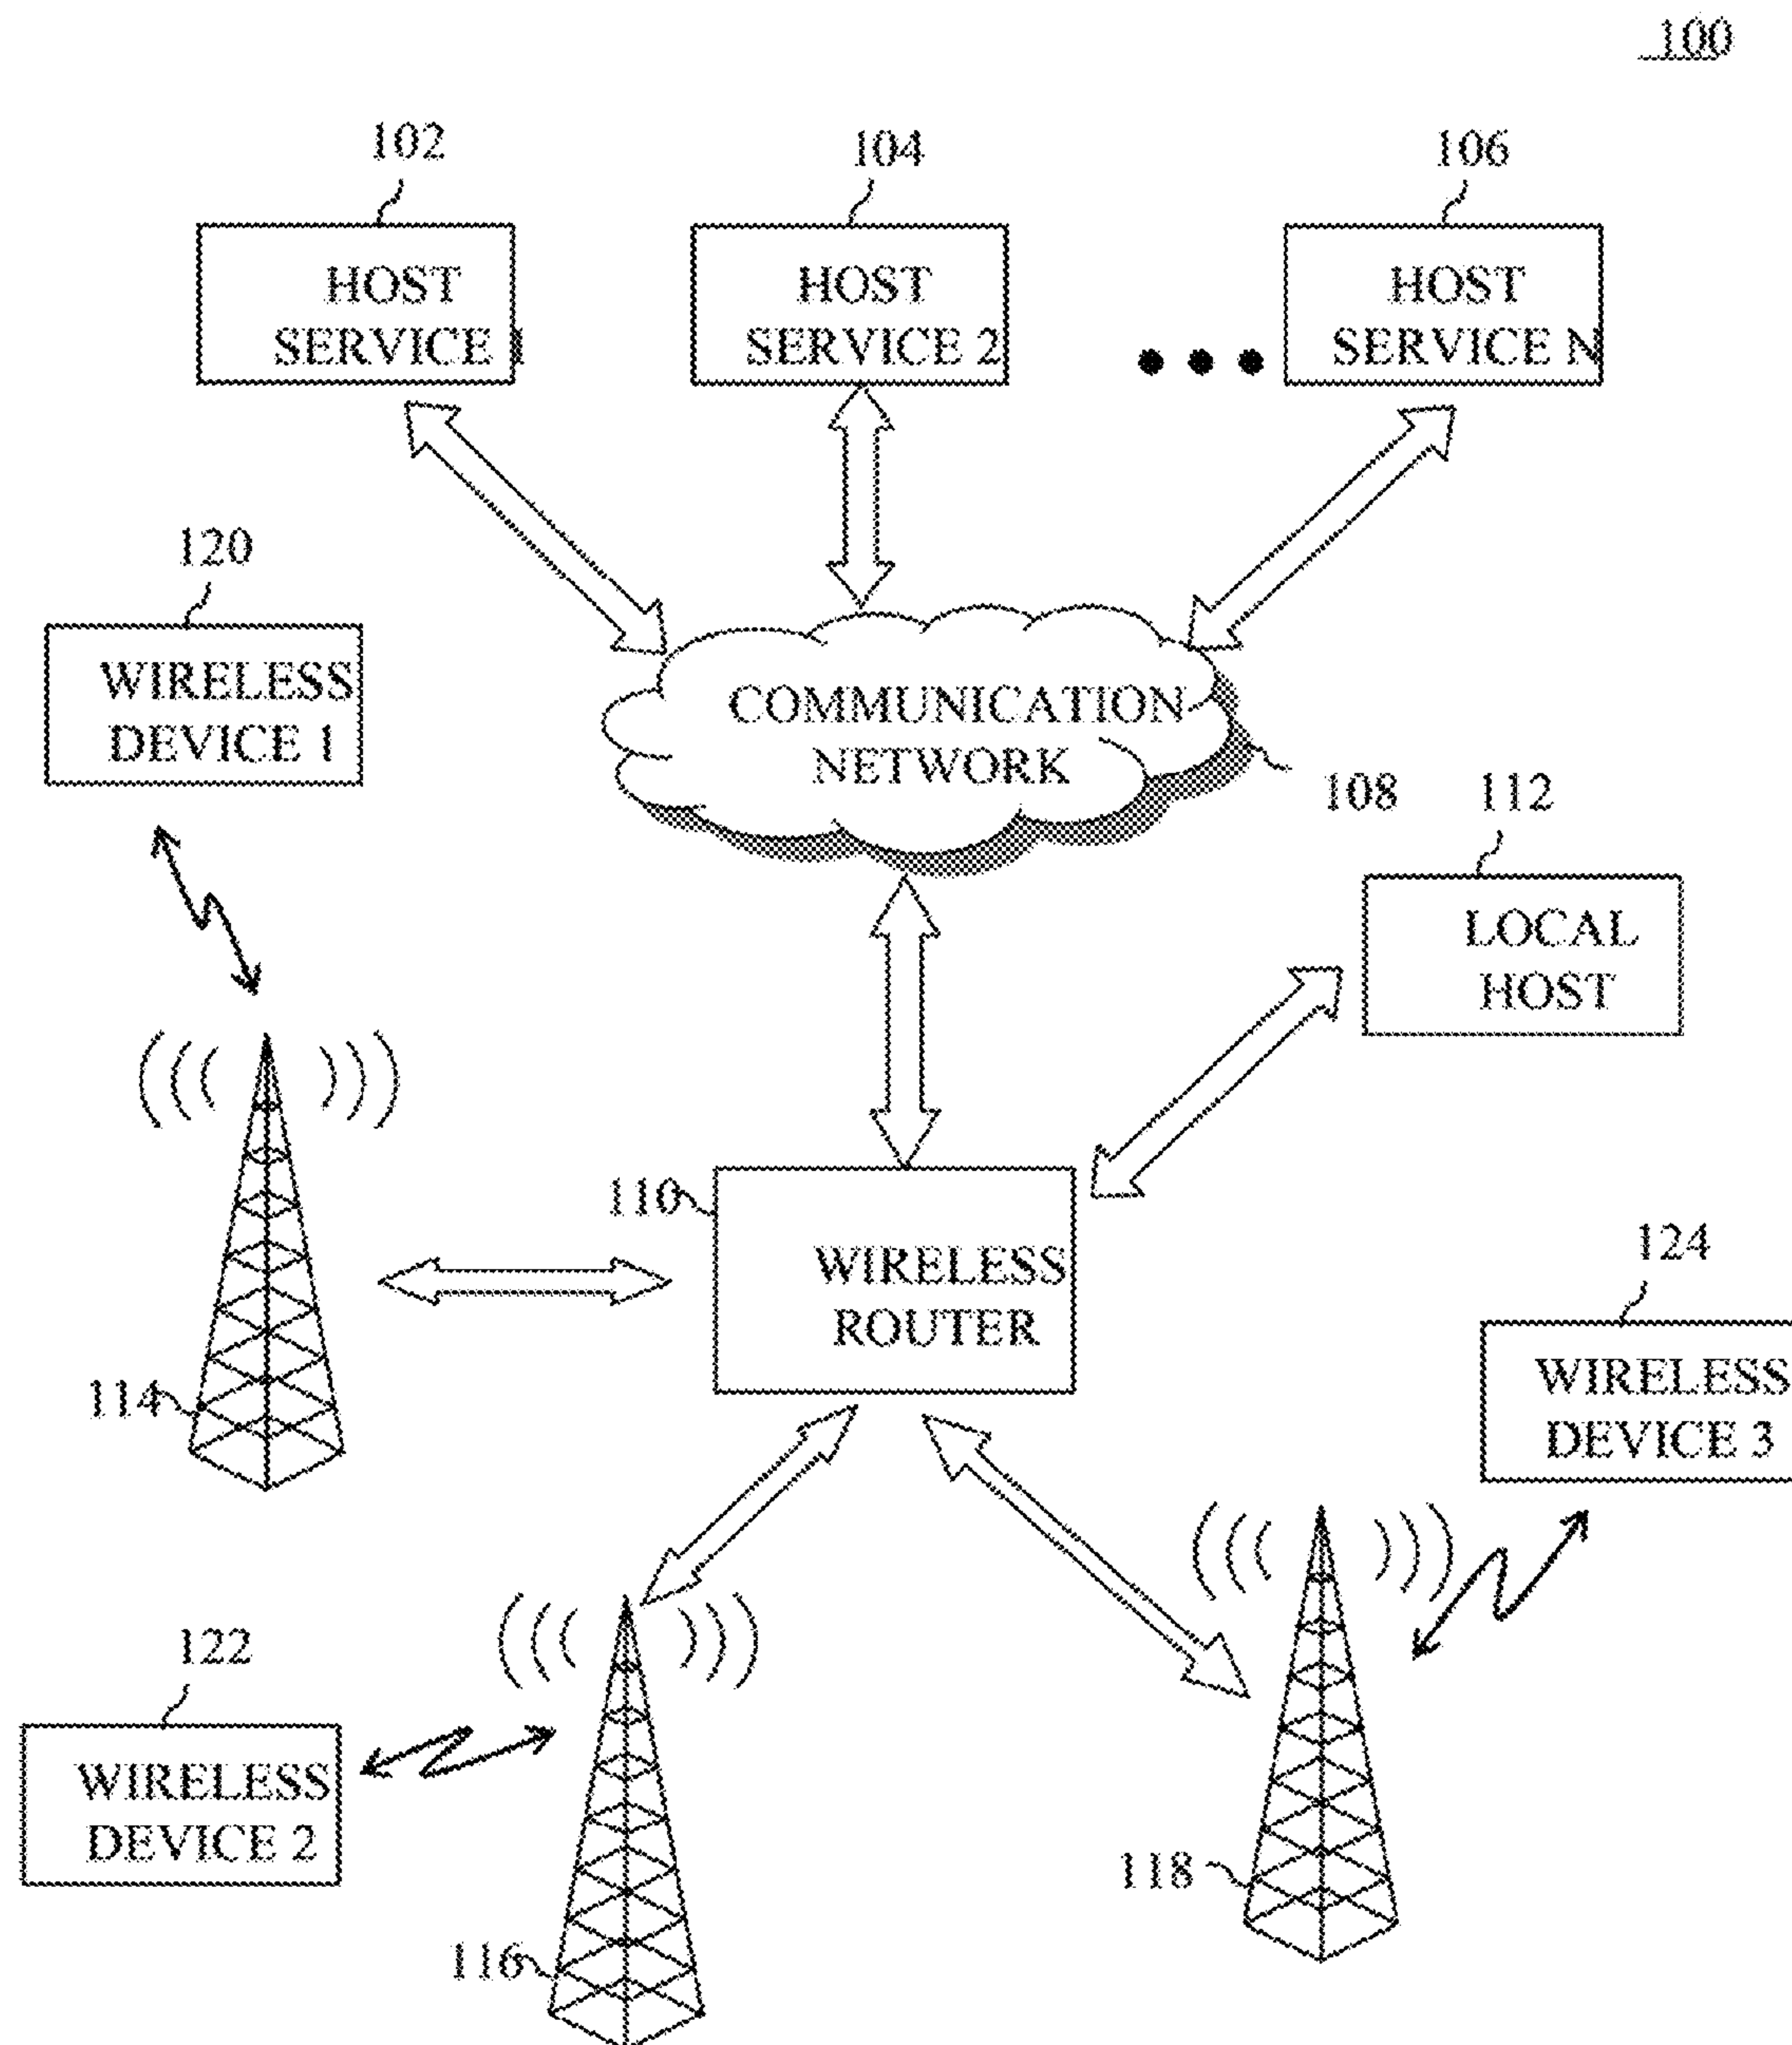 100
102
104
106
HOST
SERVICE 1
HOST
SERVICE 2
HOST
SERVICE N
120
WIRELESS
DEVICE 1
COMMUNICATION
NETWORK
108
112
LOCAL
HOST
110
WIRELESS
ROUTER
124
WIRELESS
DEVICE 3
114
122
WIRELESS
DEVICE 2
118
116